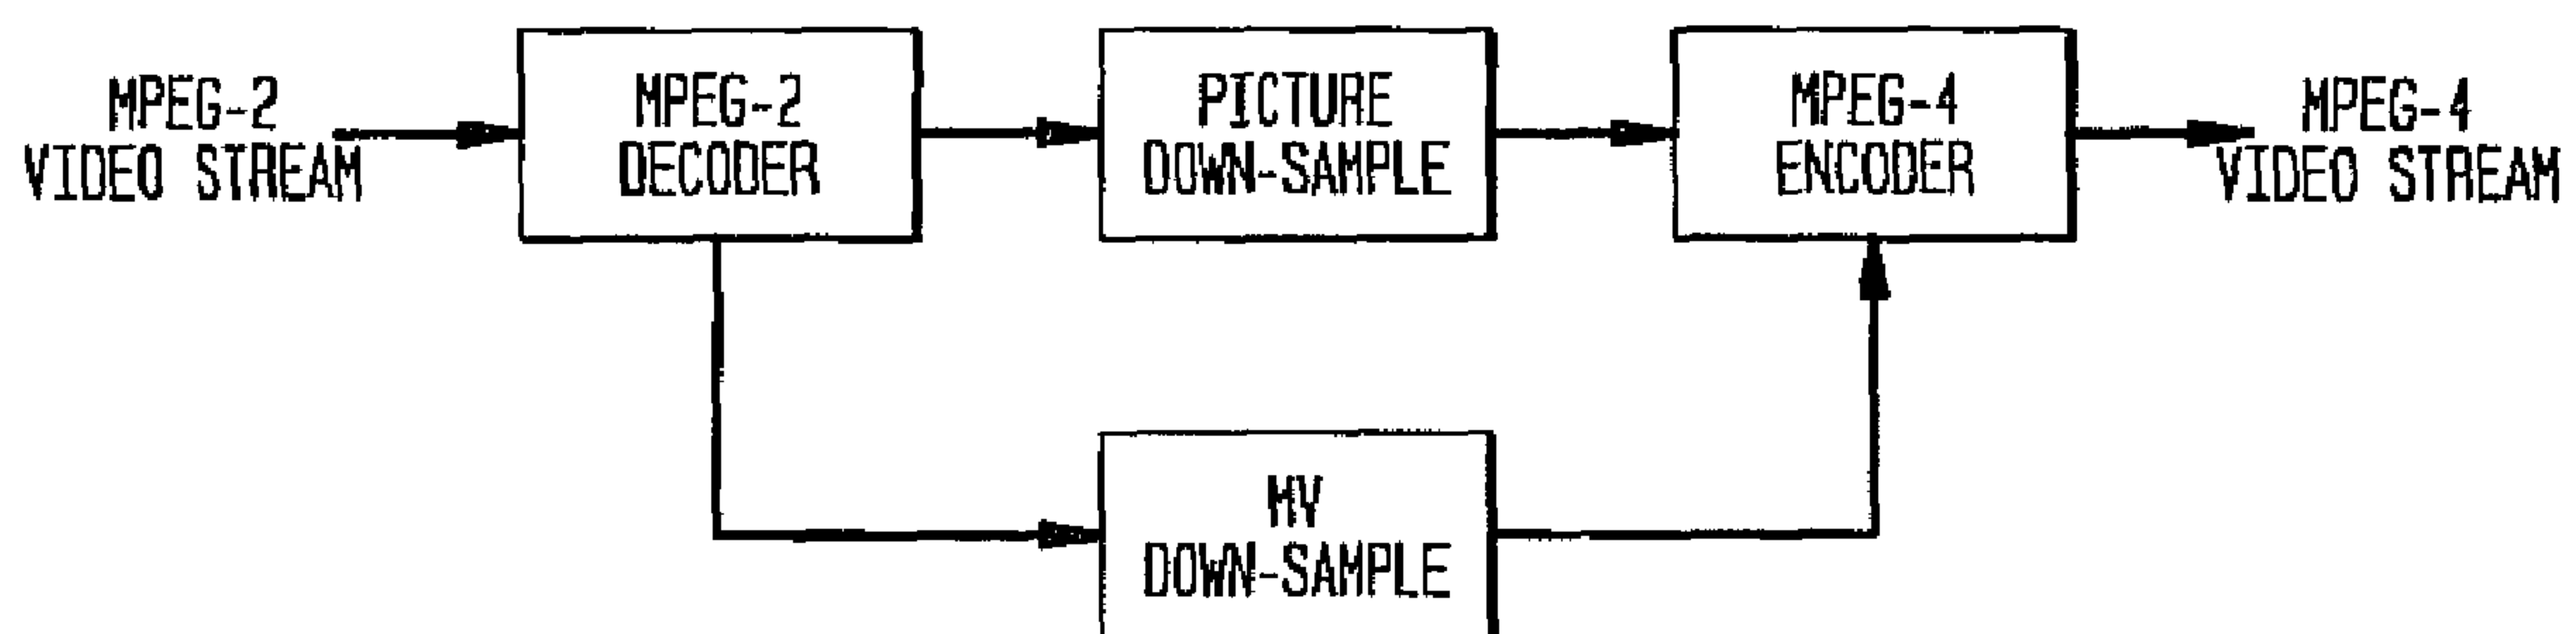 MPEG-2
VIDEO STREAM
MPEG-2
DECODER
PICTURE
DOWN-SAMPLE
MPEG-4
ENCODER
MPEG-4
VIDEO STREAM
MV
DOWN-SAMPLE